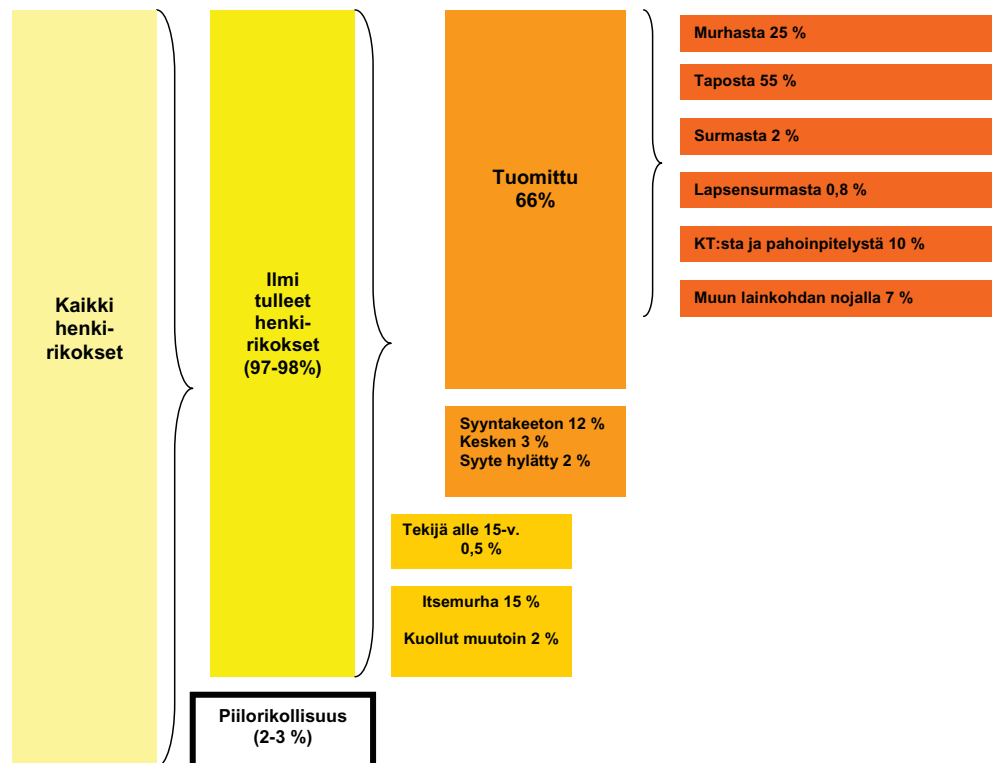 Kaikki
henki-
rikokset
Ilmi
tulleet
henki-
rikokset
(97-98%)
Piilorikollisuus
(2-3 %)
Tuomittu
66%
Syyntakeeton 12 %
Kesken 3 %
Syyte hylätty 2 %
Tekijä alle 15-v.
0,5 %
Itsemurha 15 %
Kuollut muutoin 2 %
Murhasta 25 %
Taposta 55 %
Surmasta 2 %
Lapsensurmasta 0,8 %
KT:sta ja pahoinpitelystä 10 %
Muun lainkohdan nojalla 7 %